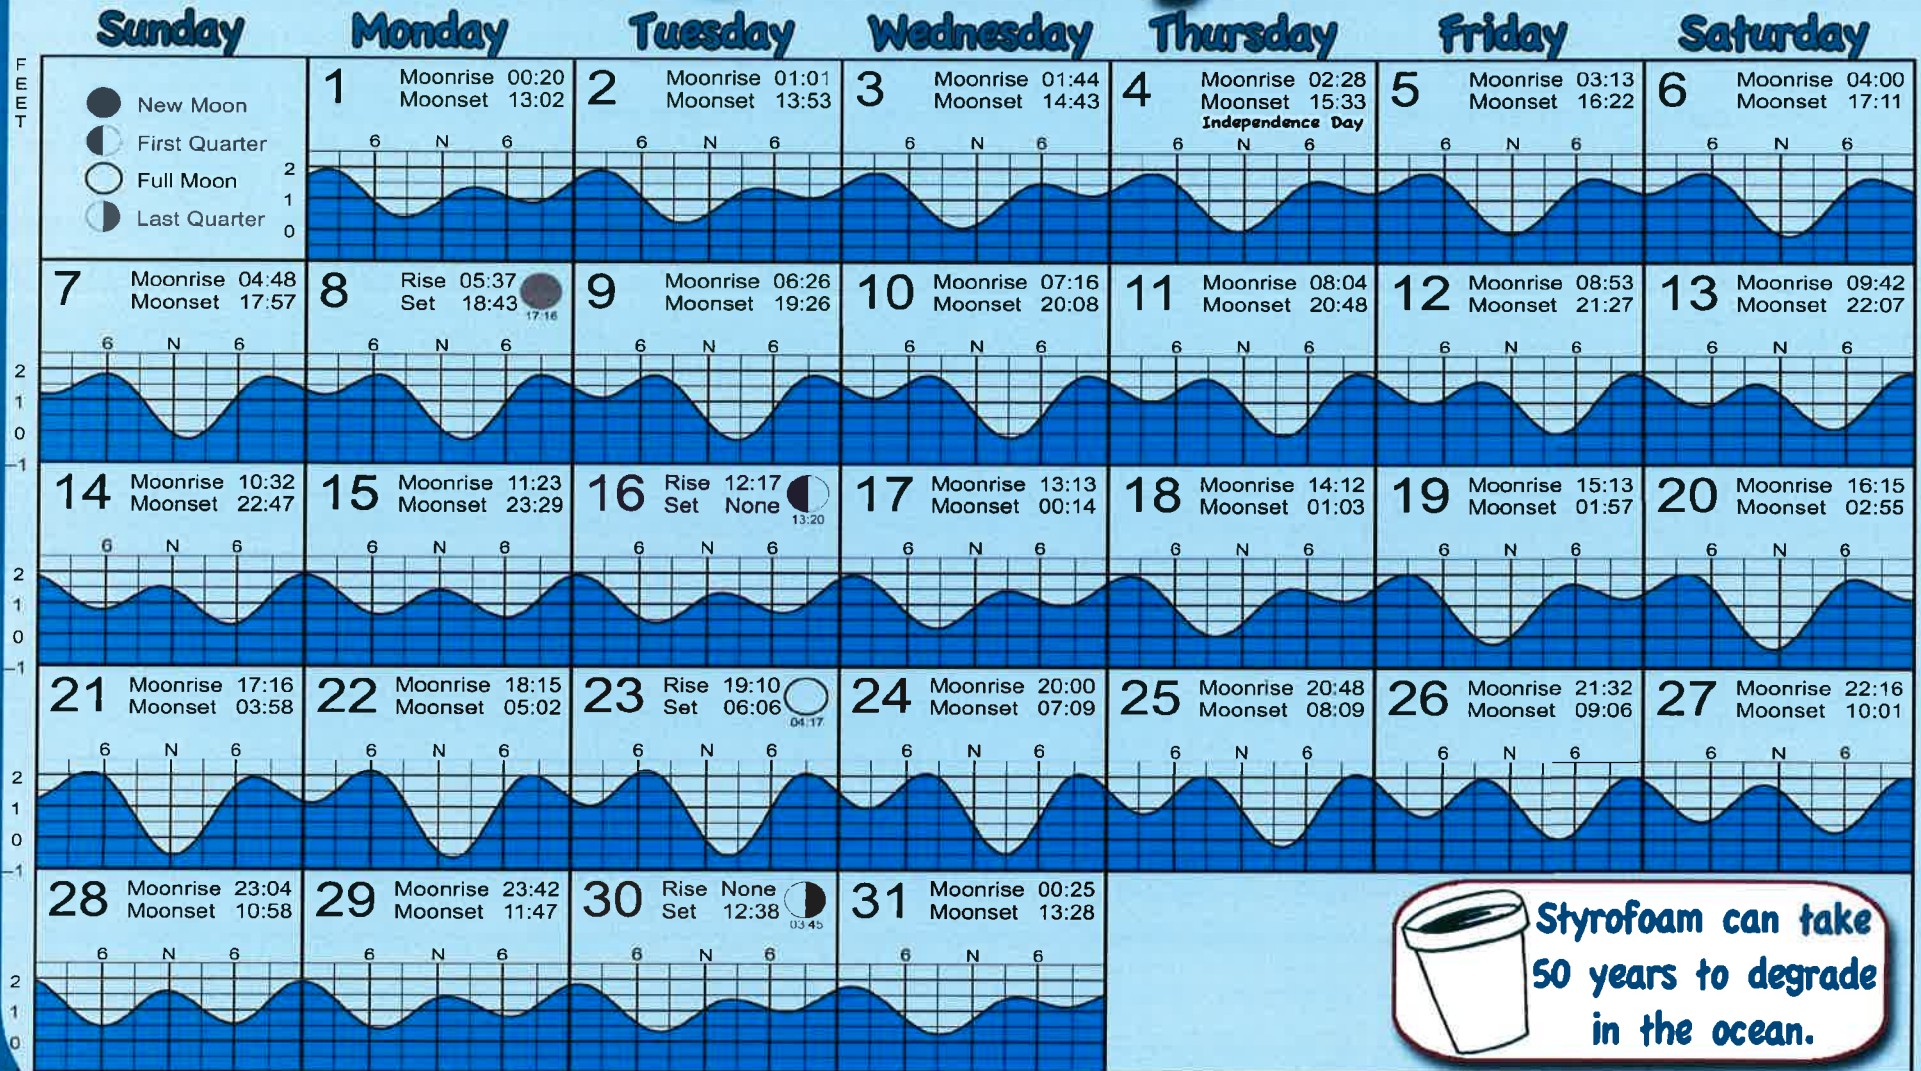 Sunday Monday Tuesday Wednesday Thursday Friday Saturday
FEET
New Moon
First Quarter
Full Moon
Last Quarter
2
1
0
1 Moonrise 00:20
Moonset 13:02
6 N 6
2 Moonrise 01:01
Moonset 13:53
6 N 6
3 Moonrise 01:44
Moonset 14:43
6 N 6
4 Moonrise 02:28
Moonset 15:33
Independence Day
6 N 6
5 Moonrise 03:13
Moonset 16:22
6 N 6
6 Moonrise 04:00
Moonset 17:11
6 N 6
7 Moonrise 04:48
Moonset 17:57
6 N 6
2
1
0
-1
8 Rise 05:37
Set 18:43
17:16
6 N 6
9 Moonrise 06:26
Moonset 19:26
6 N 6
10 Moonrise 07:16
Moonset 20:08
6 N 6
11 Moonrise 08:04
Moonset 20:48
6 N 6
12 Moonrise 08:53
Moonset 21:27
6 N 6
13 Moonrise 09:42
Moonset 22:07
6 N 6
14 Moonrise 10:32
Moonset 22:47
6 N 6
2
1
0
-1
15 Moonrise 11:23
Moonset 23:29
6 N 6
16 Rise 12:17
Set None
13:20
6 N 6
17 Moonrise 13:13
Moonset 00:14
6 N 6
18 Moonrise 14:12
Moonset 01:03
6 N 6
19 Moonrise 15:13
Moonset 01:57
6 N 6
20 Moonrise 16:15
Moonset 02:55
6 N 6
21 Moonrise 17:16
Moonset 03:58
6 N 6
2
1
0
-1
22 Moonrise 18:15
Moonset 05:02
6 N 6
23 Rise 19:10
Set 06:06
04:17
6 N 6
24 Moonrise 20:00
Moonset 07:09
6 N 6
25 Moonrise 20:48
Moonset 08:09
6 N 6
26 Moonrise 21:32
Moonset 09:06
6 N 6
27 Moonrise 22:16
Moonset 10:01
6 N 6
28 Moonrise 23:04
Moonset 10:58
6 N 6
2
1
0
29 Moonrise 23:42
Moonset 11:47
6 N 6
30 Rise None
Set 12:38
03:45
6 N 6
31 Moonrise 00:25
Moonset 13:28
6 N 6
Styrofoam can take
50 years to degrade
in the ocean.